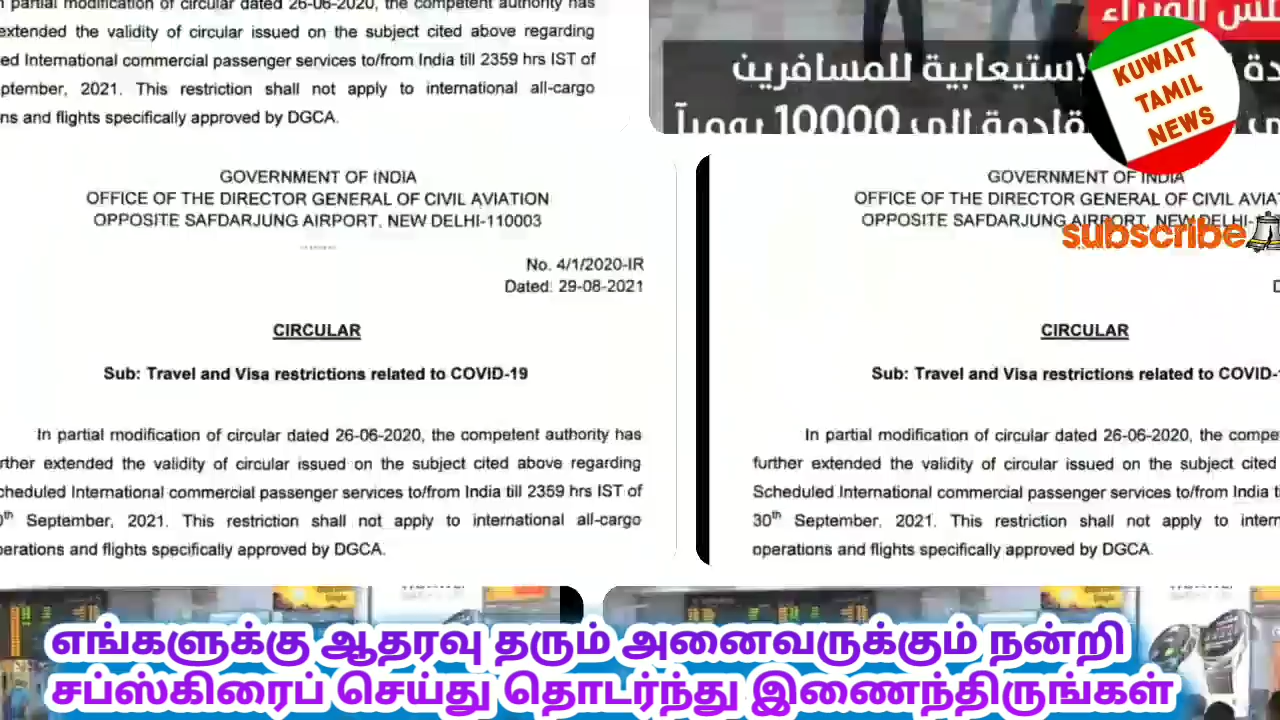 partial modification of circular dated 26-06-2020, the competent authority has
extended the validity of circular issued on the subject cited above regarding
International commercial passenger services to/from India till 2359 hrs IST of
2021. This restriction shall not apply to international all-cargo
and flights specifically approved by DGCA.
للمسافرين
10000 يومياً
KUWAIT
TAMIL
NEWS
GOVERNMENT OF INDIA
OFFICE OF THE DIRECTOR GENERAL OF CIVIL AVIATION
OPPOSITE SAFDARJUNG AIRPORT, NEW DELHI-110003
No. 4/1/2020-IR
Dated: 29-08-2021
CIRCULAR
Sub: Travel and Visa restrictions related to COVID-19
In partial modification of circular dated 26-06-2020, the competent authority has
extended the validity of circular issued on the subject cited above regarding
International commercial passenger services to/from India till 2359 hrs IST of
September, 2021. This restriction shall not apply to international all-cargo
and flights specifically approved by DGCA.
GOVERNMENT OF INDIA
OFFICE OF THE DIRECTOR GENERAL OF CIVIL
OPPOSITE SAFDARJUNG AIRPORT, NEW DELHI-
subscribe
CIRCULAR
Sub: Travel and Visa restrictions related to
In partial modification of circular dated 26-06-2020, the
further extended the validity of circular issued on the subject cited
Scheduled International commercial passenger services to/from India
30th September, 2021. This restriction shall not apply to
operations and flights specifically approved by DGCA.
எங்களுக்கு ஆதரவு தரும் அனைவருக்கும் நன்றி
சப்ஸ்கிரைப் செய்து தொடர்ந்து இணைந்திருங்கள்